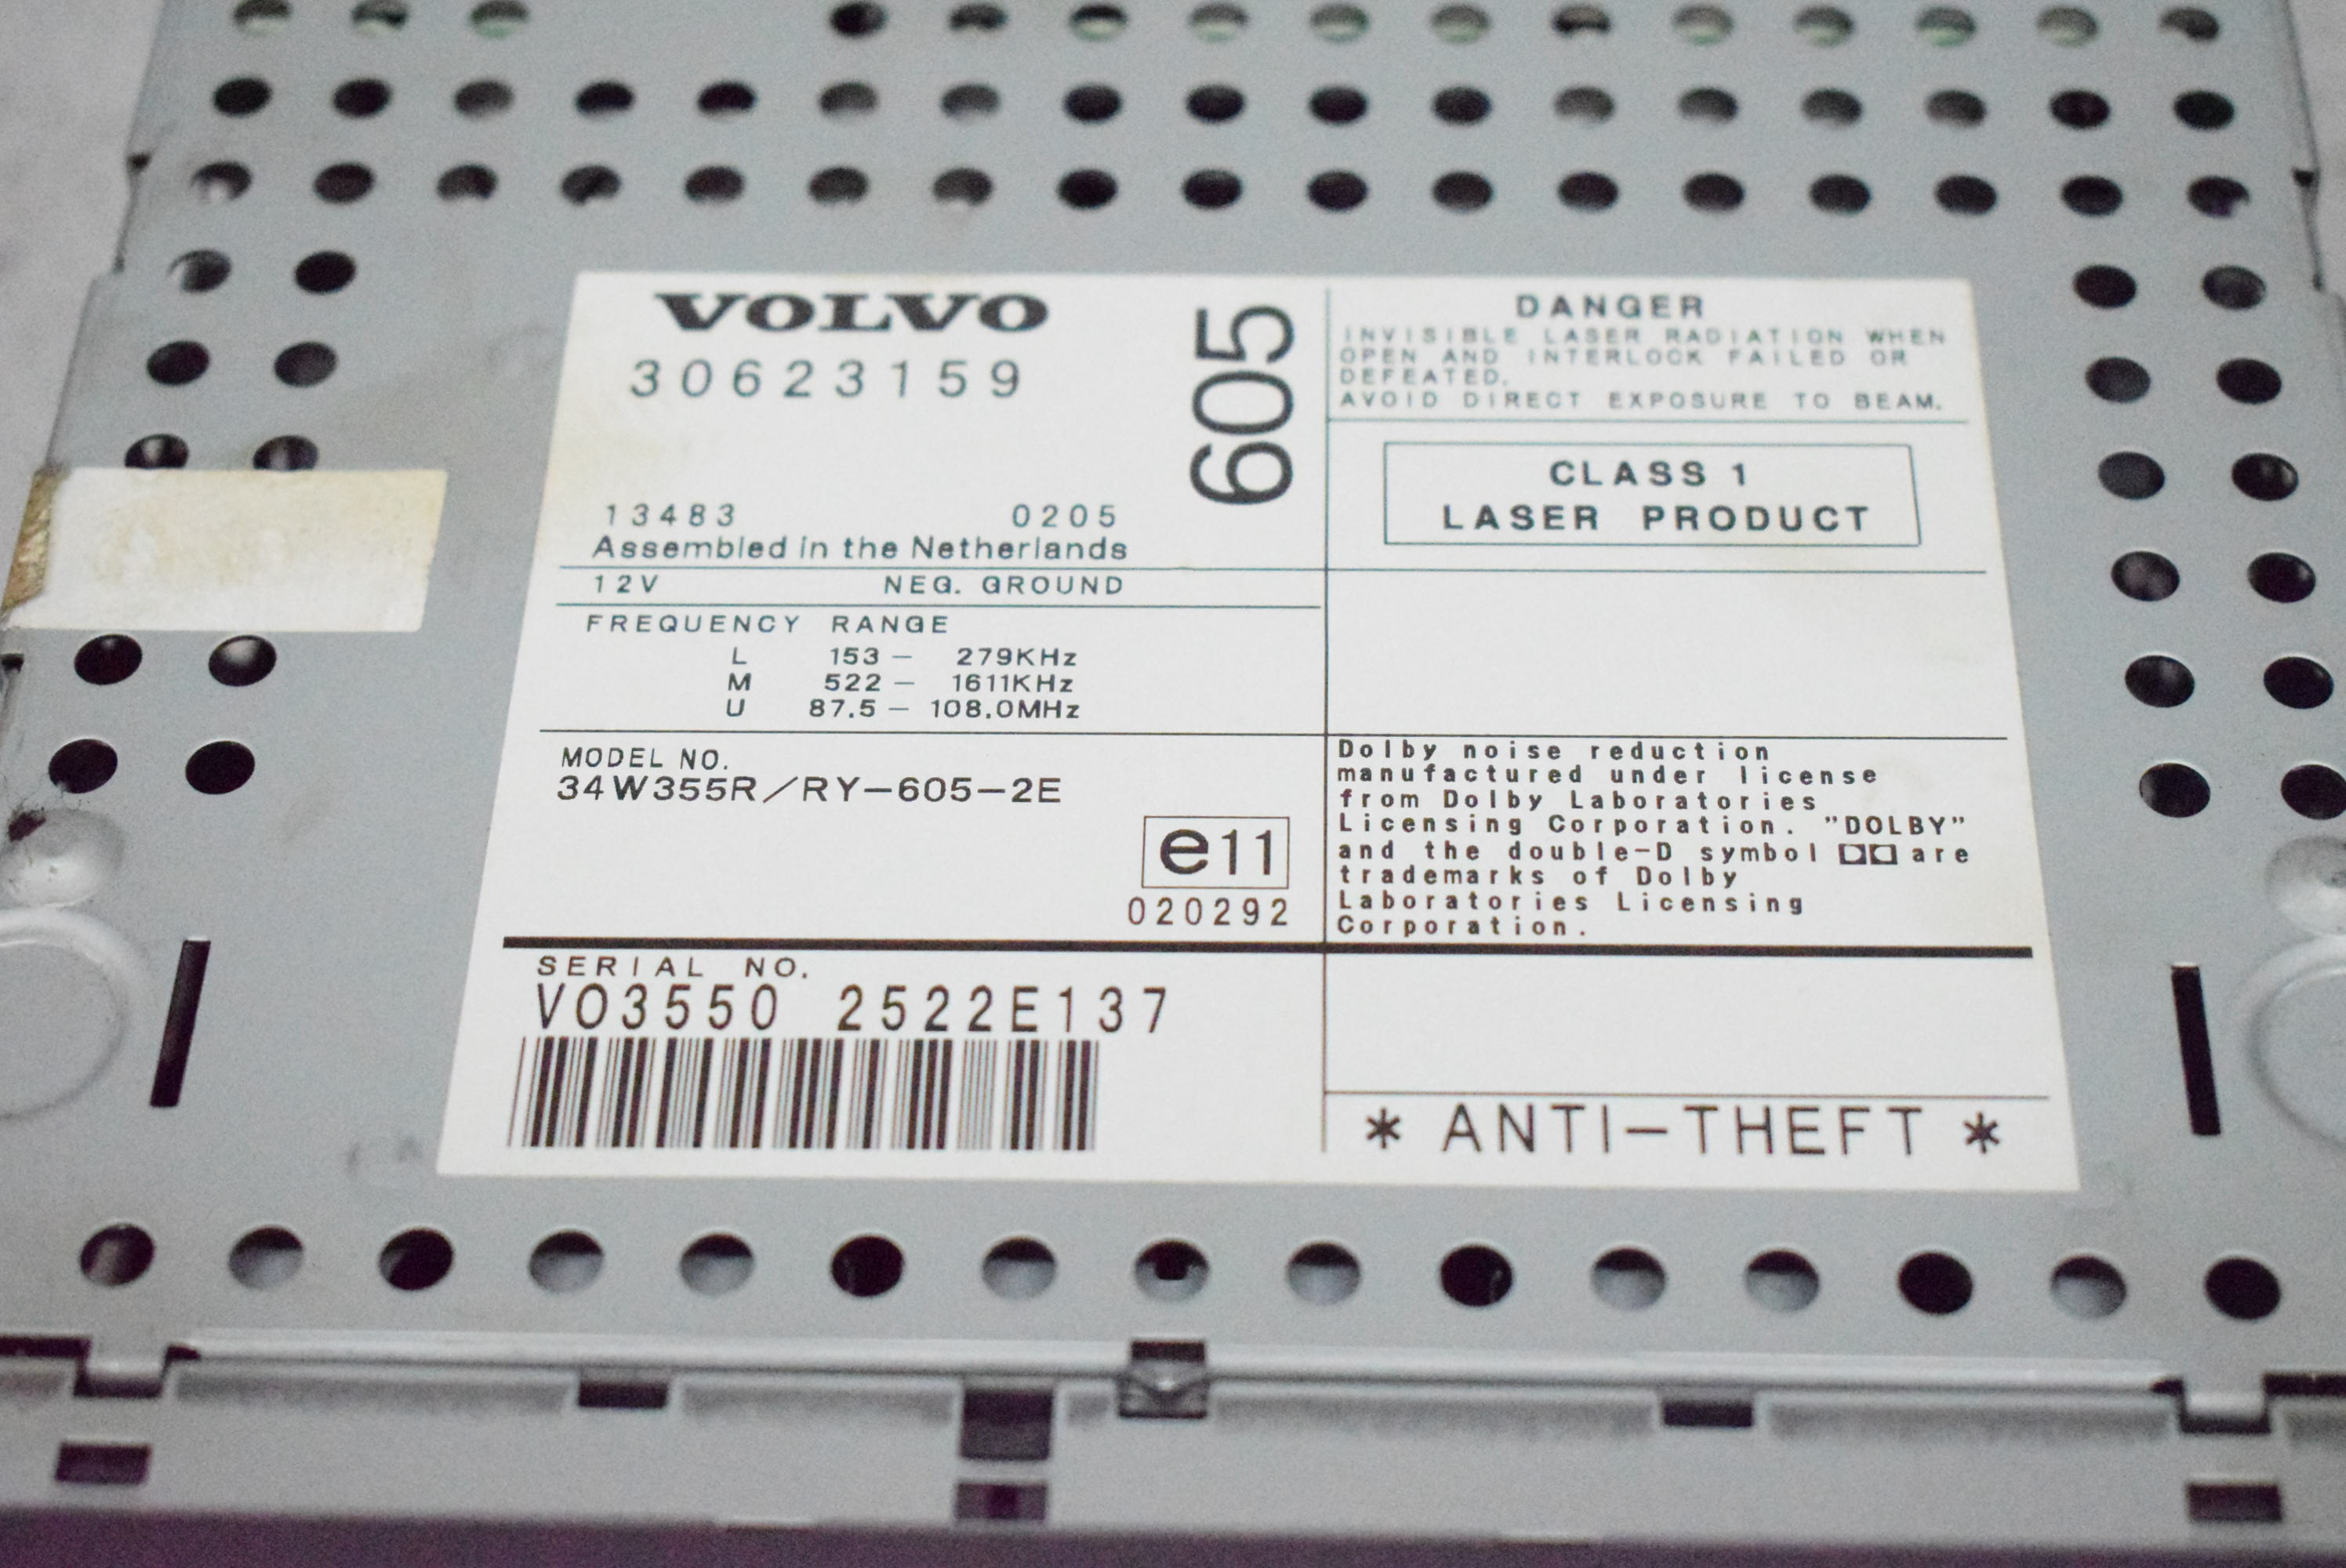 VOLVO
30623159
605
13483 0205
Assembled in the Netherlands
12V NEG. GROUND
FREQUENCY RANGE
L 153 — 279KHz
M 522 — 1611KHz
U 87.5 — 108.0MHz
MODEL NO.
34W355R/RY-605-2E
e11
020292
SERIAL NO.
VO3550 2522E137
DANGER
INVISIBLE LASER RADIATION WHEN
OPEN AND INTERLOCK FAILED OR
DEFEATED.
AVOID DIRECT EXPOSURE TO BEAM.
CLASS 1
LASER PRODUCT
Dolby noise reduction
manufactured under license
from Dolby Laboratories
Licensing Corporation. "DOLBY"
and the double-D symbol are
trademarks of Dolby
Laboratories Licensing
Corporation.
* ANTI-THEFT *